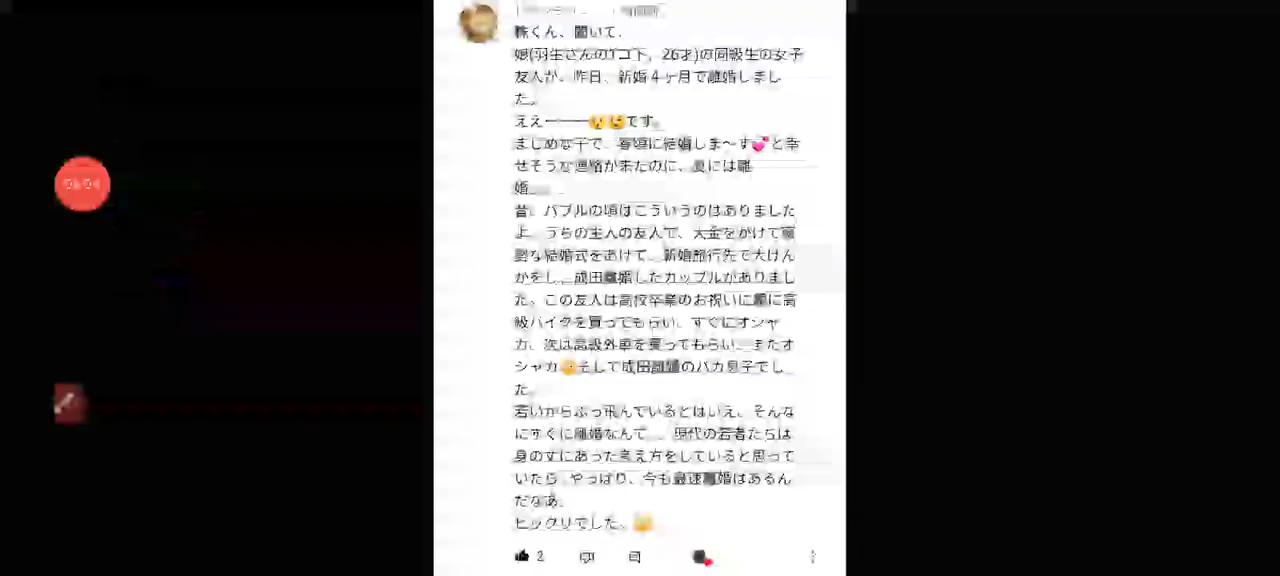 株くん、聞いて。
娘(羽生さんの1コ下，26才)の同級生の女子
友人が、昨日、新婚4ヶ月で離婚しまし
た。
ええーーー😲😲です。
まじめな子で、春頃に結婚しま〜す💕と幸
せそうな連絡が来たのに、夏には離
婚...
昔、バブルの頃はこういうのはありました
よ。うちの主人の友人で、大金をかけて豪
勢な結婚式をあげて、新婚旅行先で大げん
かをし、成田離婚したカップルがありまし
た。この友人は高校卒業のお祝いに親に高
級バイクを買ってもらい、すぐにオシャ
カ、次は高級外車を買ってもらい、またオ
シャカ そして成田離婚のバカ息子でし
た。
若いからぶっ飛んでいるとはいえ、そんな
にすぐに離婚なんて...現代の若者たちは
身の丈にあった考え方をしていると思って
いたら、やっぱり、今も最速離婚はあるん
だなあ。
ビックリでした。
2